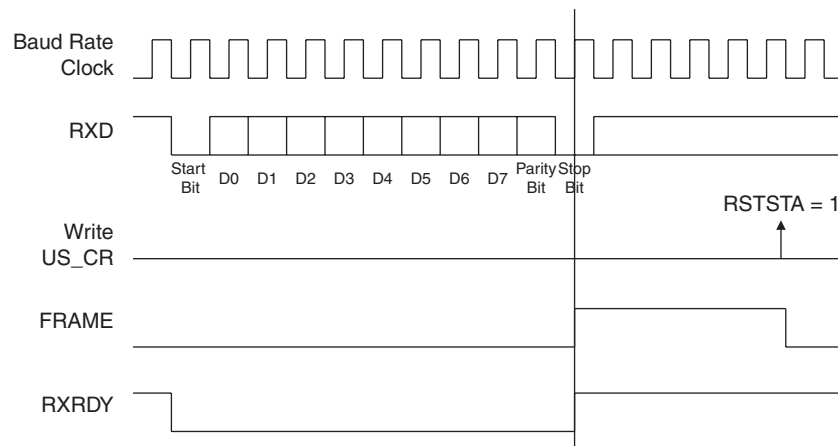 Baud Rate
Clock
RXD
Start
Bit
D0
D1
D2
D3
D4
D5
D6
D7
Parity
Bit
Stop
Bit
RSTSTA = 1
Write
US_CR
FRAME
RXRDY